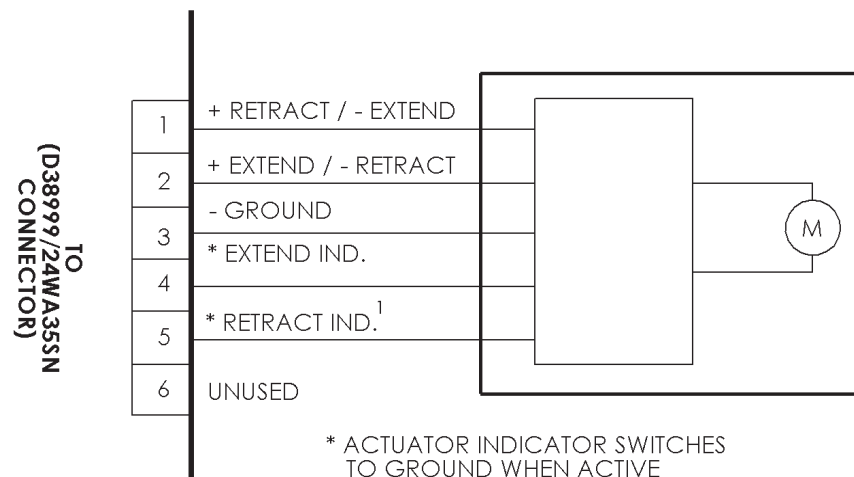 TO
(D38999/24WA35SN
CONNECTOR)
1
+ RETRACT / - EXTEND
2
+ EXTEND / - RETRACT
3
- GROUND
4
* EXTEND IND.
5
* RETRACT IND.1
6
UNUSED
M
* ACTUATOR INDICATOR SWITCHES
TO GROUND WHEN ACTIVE